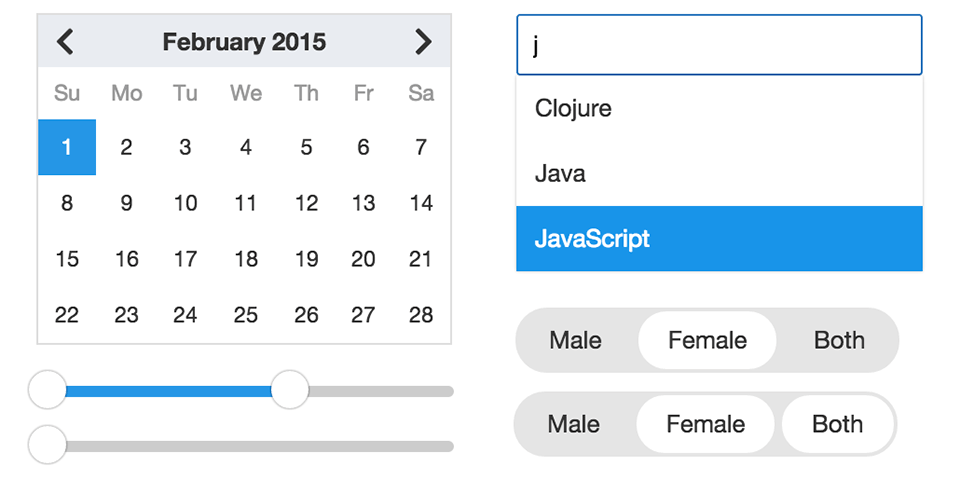 February 2015
Su Mo Tu We Th Fr Sa
1 2 3 4 5 6 7
8 9 10 11 12 13 14
15 16 17 18 19 20 21
22 23 24 25 26 27 28
j
Clojure
Java
JavaScript
Male Female Both
Male Female Both